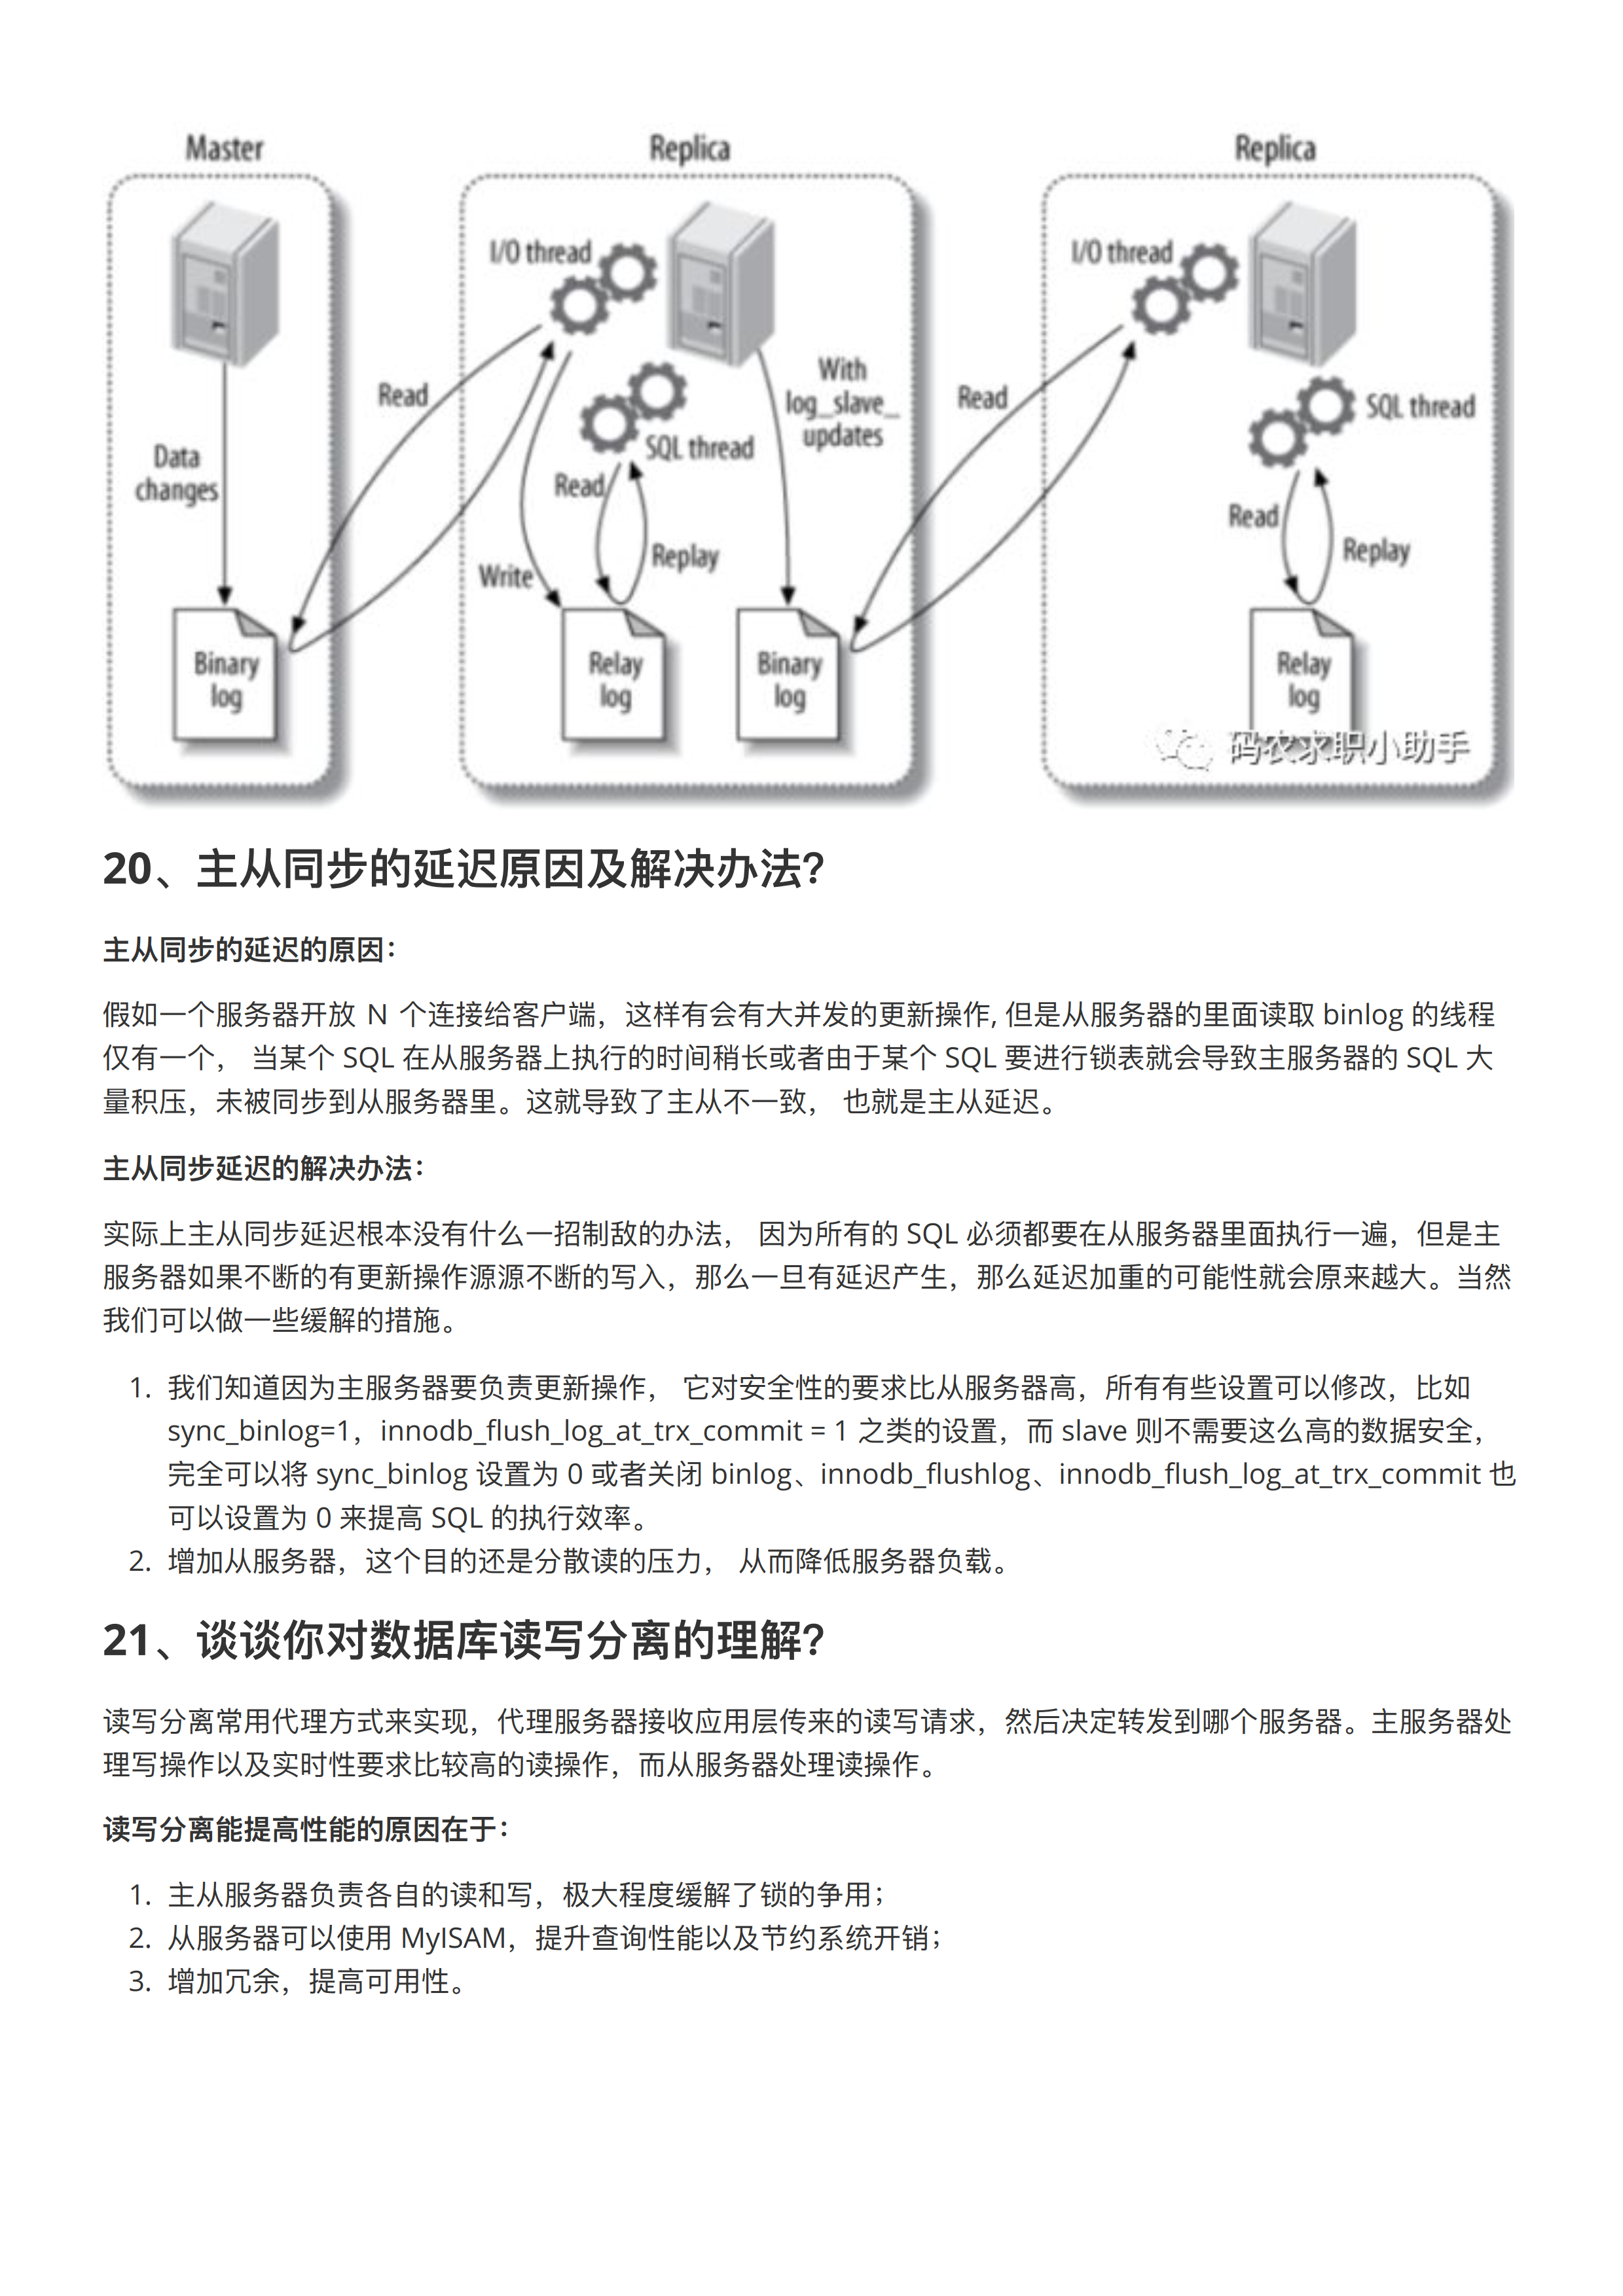 Master
Replica
Replica
I/O thread
I/O thread
With
log_slave_
updates
Read
Read
SQL thread
SQL thread
Data
changes
Read
Read
Replay
Replay
Write
Binary
log
Relay
log
Binary
log
Relay
log
码农求职小助手
20、主从同步的延迟原因及解决办法？
主从同步的延迟的原因：
假如一个服务器开放 N 个连接给客户端，这样有会有大并发的更新操作, 但是从服务器的里面读取 binlog 的线程
仅有一个， 当某个 SQL 在从服务器上执行的时间稍长或者由于某个 SQL 要进行锁表就会导致主服务器的 SQL 大
量积压，未被同步到从服务器里。这就导致了主从不一致， 也就是主从延迟。
主从同步延迟的解决办法：
实际上主从同步延迟根本没有什么一招制敌的办法， 因为所有的 SQL 必须都要在从服务器里面执行一遍，但是主
服务器如果不断的有更新操作源源不断的写入，那么一旦有延迟产生，那么延迟加重的可能性就会原来越大。当然
我们可以做一些缓解的措施。
1. 我们知道因为主服务器要负责更新操作， 它对安全性的要求比从服务器高，所有有些设置可以修改，比如
sync_binlog=1，innodb_flush_log_at_trx_commit = 1 之类的设置，而 slave 则不需要这么高的数据安全，
完全可以将 sync_binlog 设置为 0 或者关闭 binlog、innodb_flushlog、innodb_flush_log_at_trx_commit 也
可以设置为 0 来提高 SQL 的执行效率。
2. 增加从服务器，这个目的还是分散读的压力， 从而降低服务器负载。
21、谈谈你对数据库读写分离的理解？
读写分离常用代理方式来实现，代理服务器接收应用层传来的读写请求，然后决定转发到哪个服务器。主服务器处
理写操作以及实时性要求比较高的读操作，而从服务器处理读操作。
读写分离能提高性能的原因在于：
1. 主从服务器负责各自的读和写，极大程度缓解了锁的争用；
2. 从服务器可以使用 MyISAM，提升查询性能以及节约系统开销；
3. 增加冗余，提高可用性。